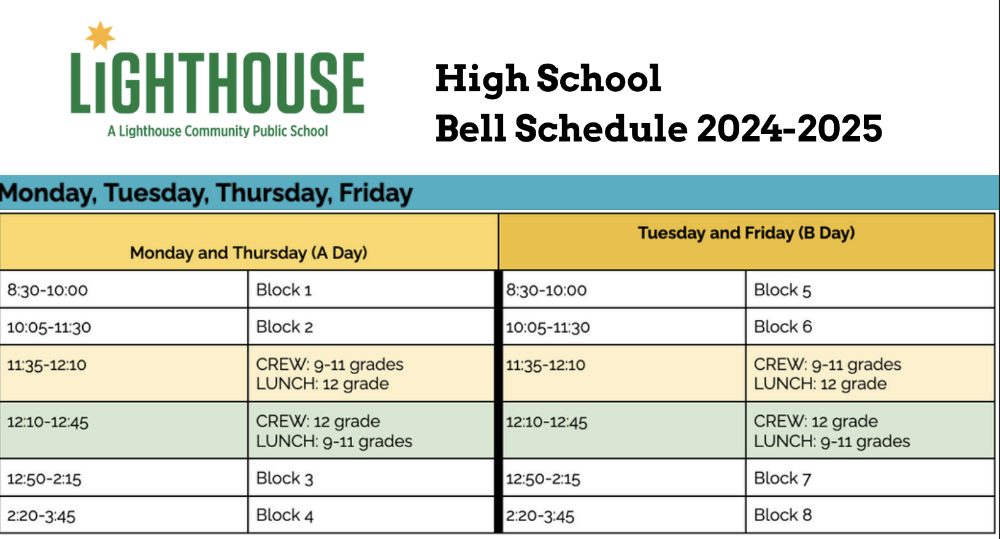 LiGHTHOUSE
A Lighthouse Community Public School
High School
Bell Schedule 2024-2025
Monday, Tuesday, Thursday, Friday
Monday and Thursday (A Day)
Tuesday and Friday (B Day)
8:30-10:00 Block 1 8:30-10:00 Block 5
10:05-11:30 Block 2 10:05-11:30 Block 6
11:35-12:10 CREW: 9-11 grades 11:35-12:10 CREW: 9-11 grades
LUNCH: 12 grade LUNCH: 12 grade
12:10-12:45 CREW: 12 grade 12:10-12:45 CREW: 12 grade
LUNCH: 9-11 grades LUNCH: 9-11 grades
12:50-2:15 Block 3 12:50-2:15 Block 7
2:20-3:45 Block 4 2:20-3:45 Block 8